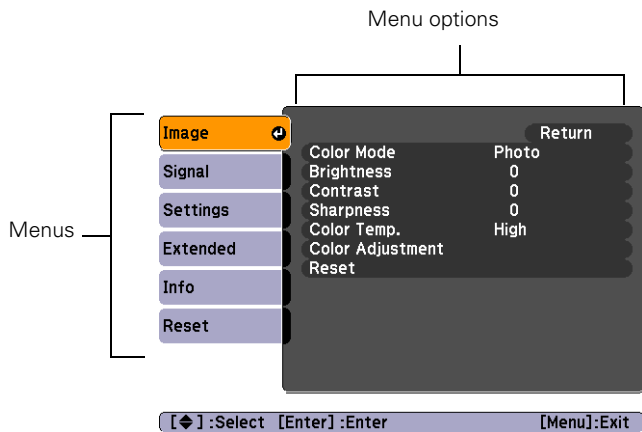 Menu options
Menus
Image
Signal
Settings
Extended
Info
Reset
Return
Color Mode Photo
Brightness 0
Contrast 0
Sharpness 0
Color Temp. High
Color Adjustment
Reset
[◆] :Select [Enter] :Enter [Menu]:Exit